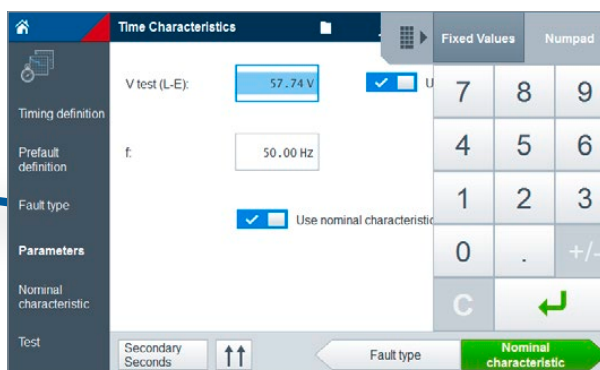 Time Characteristics
Fixed Values
Numpad
Timing definition
Prefault
definition
Fault type
Parameters
Nominal
characteristic
Test
V test (L-E):
57.74 V
U
f:
50.00 Hz
Use nominal characteristic
7
8
9
4
5
6
1
2
3
0
.
+/-
C
Secondary
Seconds
Fault type
Nominal
characteristic